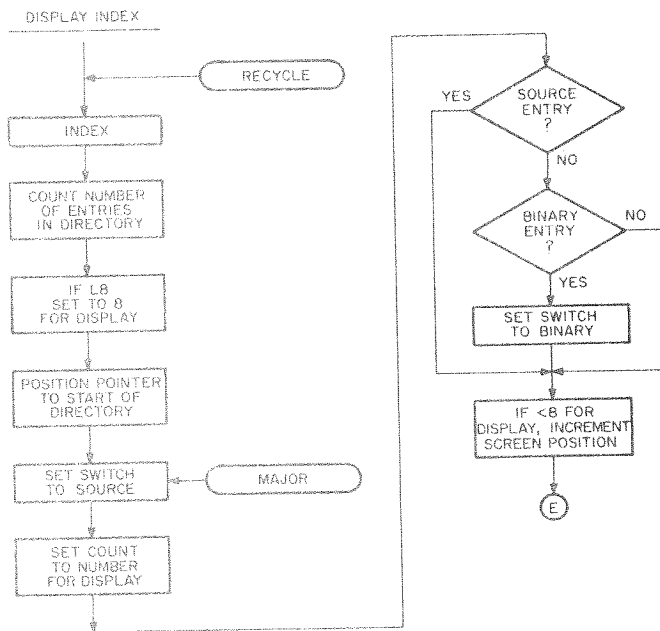 DISPLAY INDEX
RECYCLE
INDEX
COUNT NUMBER
OF ENTRIES
IN DIRECTORY
IF L8
SET TO 8
FOR DISPLAY
POSITION POINTER
TO START OF
DIRECTORY
SET SWITCH
TO SOURCE
MAJOR
SET COUNT
TO NUMBER
FOR DISPLAY
YES
SOURCE
ENTRY
?
NO
BINARY
ENTRY
?
NO
YES
SET SWITCH
TO BINARY
IF <8 FOR
DISPLAY, INCREMENT
SCREEN POSITION
E